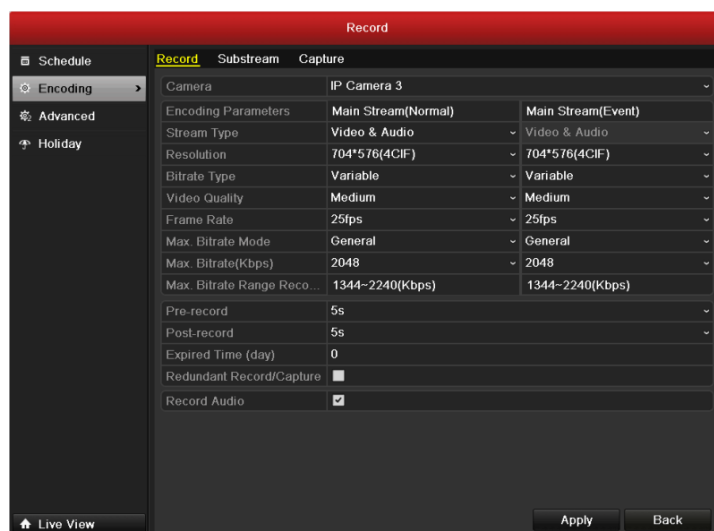 Record
Schedule
Encoding
Advanced
Holiday
Live View
Record Substream Capture
Camera IP Camera 3
Encoding Parameters Main Stream(Normal) Main Stream(Event)
Stream Type Video & Audio Video & Audio
Resolution 704*576(4CIF) 704*576(4CIF)
Bitrate Type Variable Variable
Video Quality Medium Medium
Frame Rate 25fps 25fps
Max. Bitrate Mode General General
Max. Bitrate(Kbps) 2048 2048
Max. Bitrate Range Reco... 1344~2240(Kbps) 1344~2240(Kbps)
Pre-record 5s
Post-record 5s
Expired Time (day) 0
Redundant Record/Capture
Record Audio
Apply Back